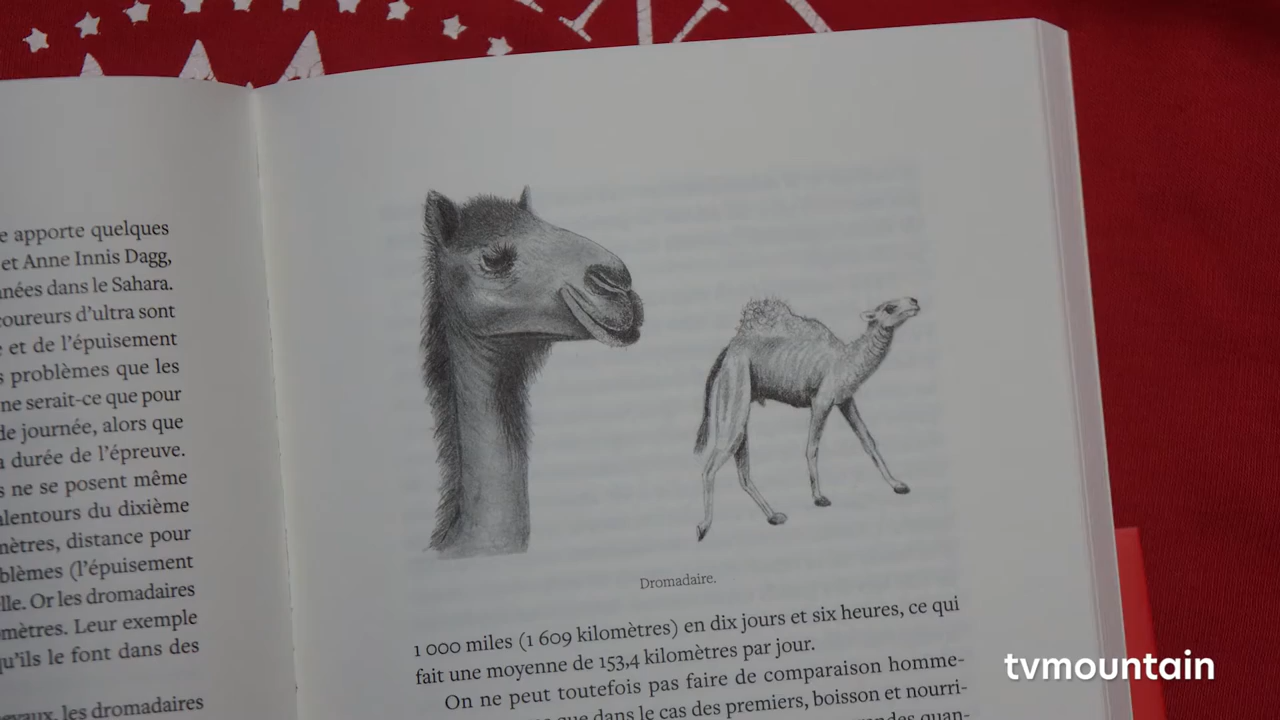 e apporte quelques
et Anne Innis Dagg,
nnées dans le Sahara.
coureurs d'ultra sont
et de l'épuisement
s problèmes que les
ne serait-ce que pour
de journée, alors que
a durée de l'épreuve.
s ne se posent même
alentours du dixième
mètres, distance pour
blèmes (l'épuisement
elle. Or les dromadaires
omètres. Leur exemple
qu'ils le font dans des
evaux, les dromadaires
Dromadaire.
1 000 miles (1 609 kilomètres) en dix jours et six heures, ce qui
fait une moyenne de 153,4 kilomètres par jour.
On ne peut toutefois pas faire de comparaison homme-
que dans le cas des premiers, boisson et nourri-
quan-
tvmountain